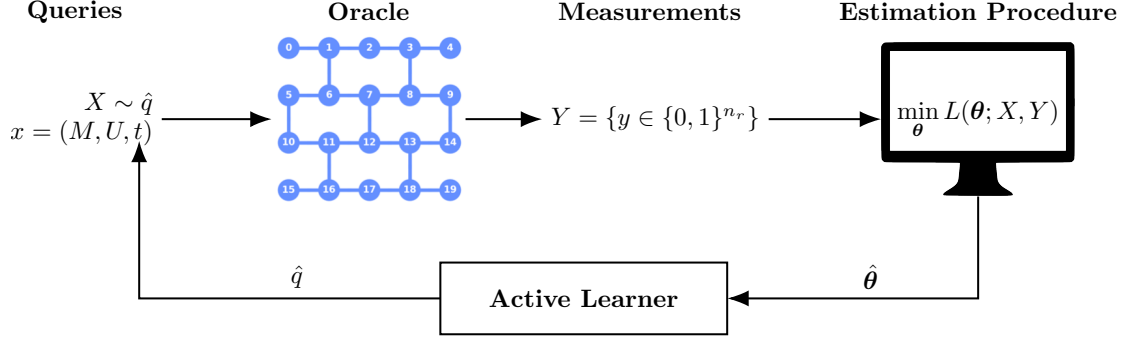 Queries
Oracle
Measurements
Estimation Procedure
0 1 2 3 4
5 6 7 8 9
10 11 12 13 14
15 16 17 18 19
X ∼ q̂
x = (M, U, t)
Y = {y ∈ {0, 1}^{n_r}}
min_θ L(θ; X, Y)
q̂
Active Learner
θ̂